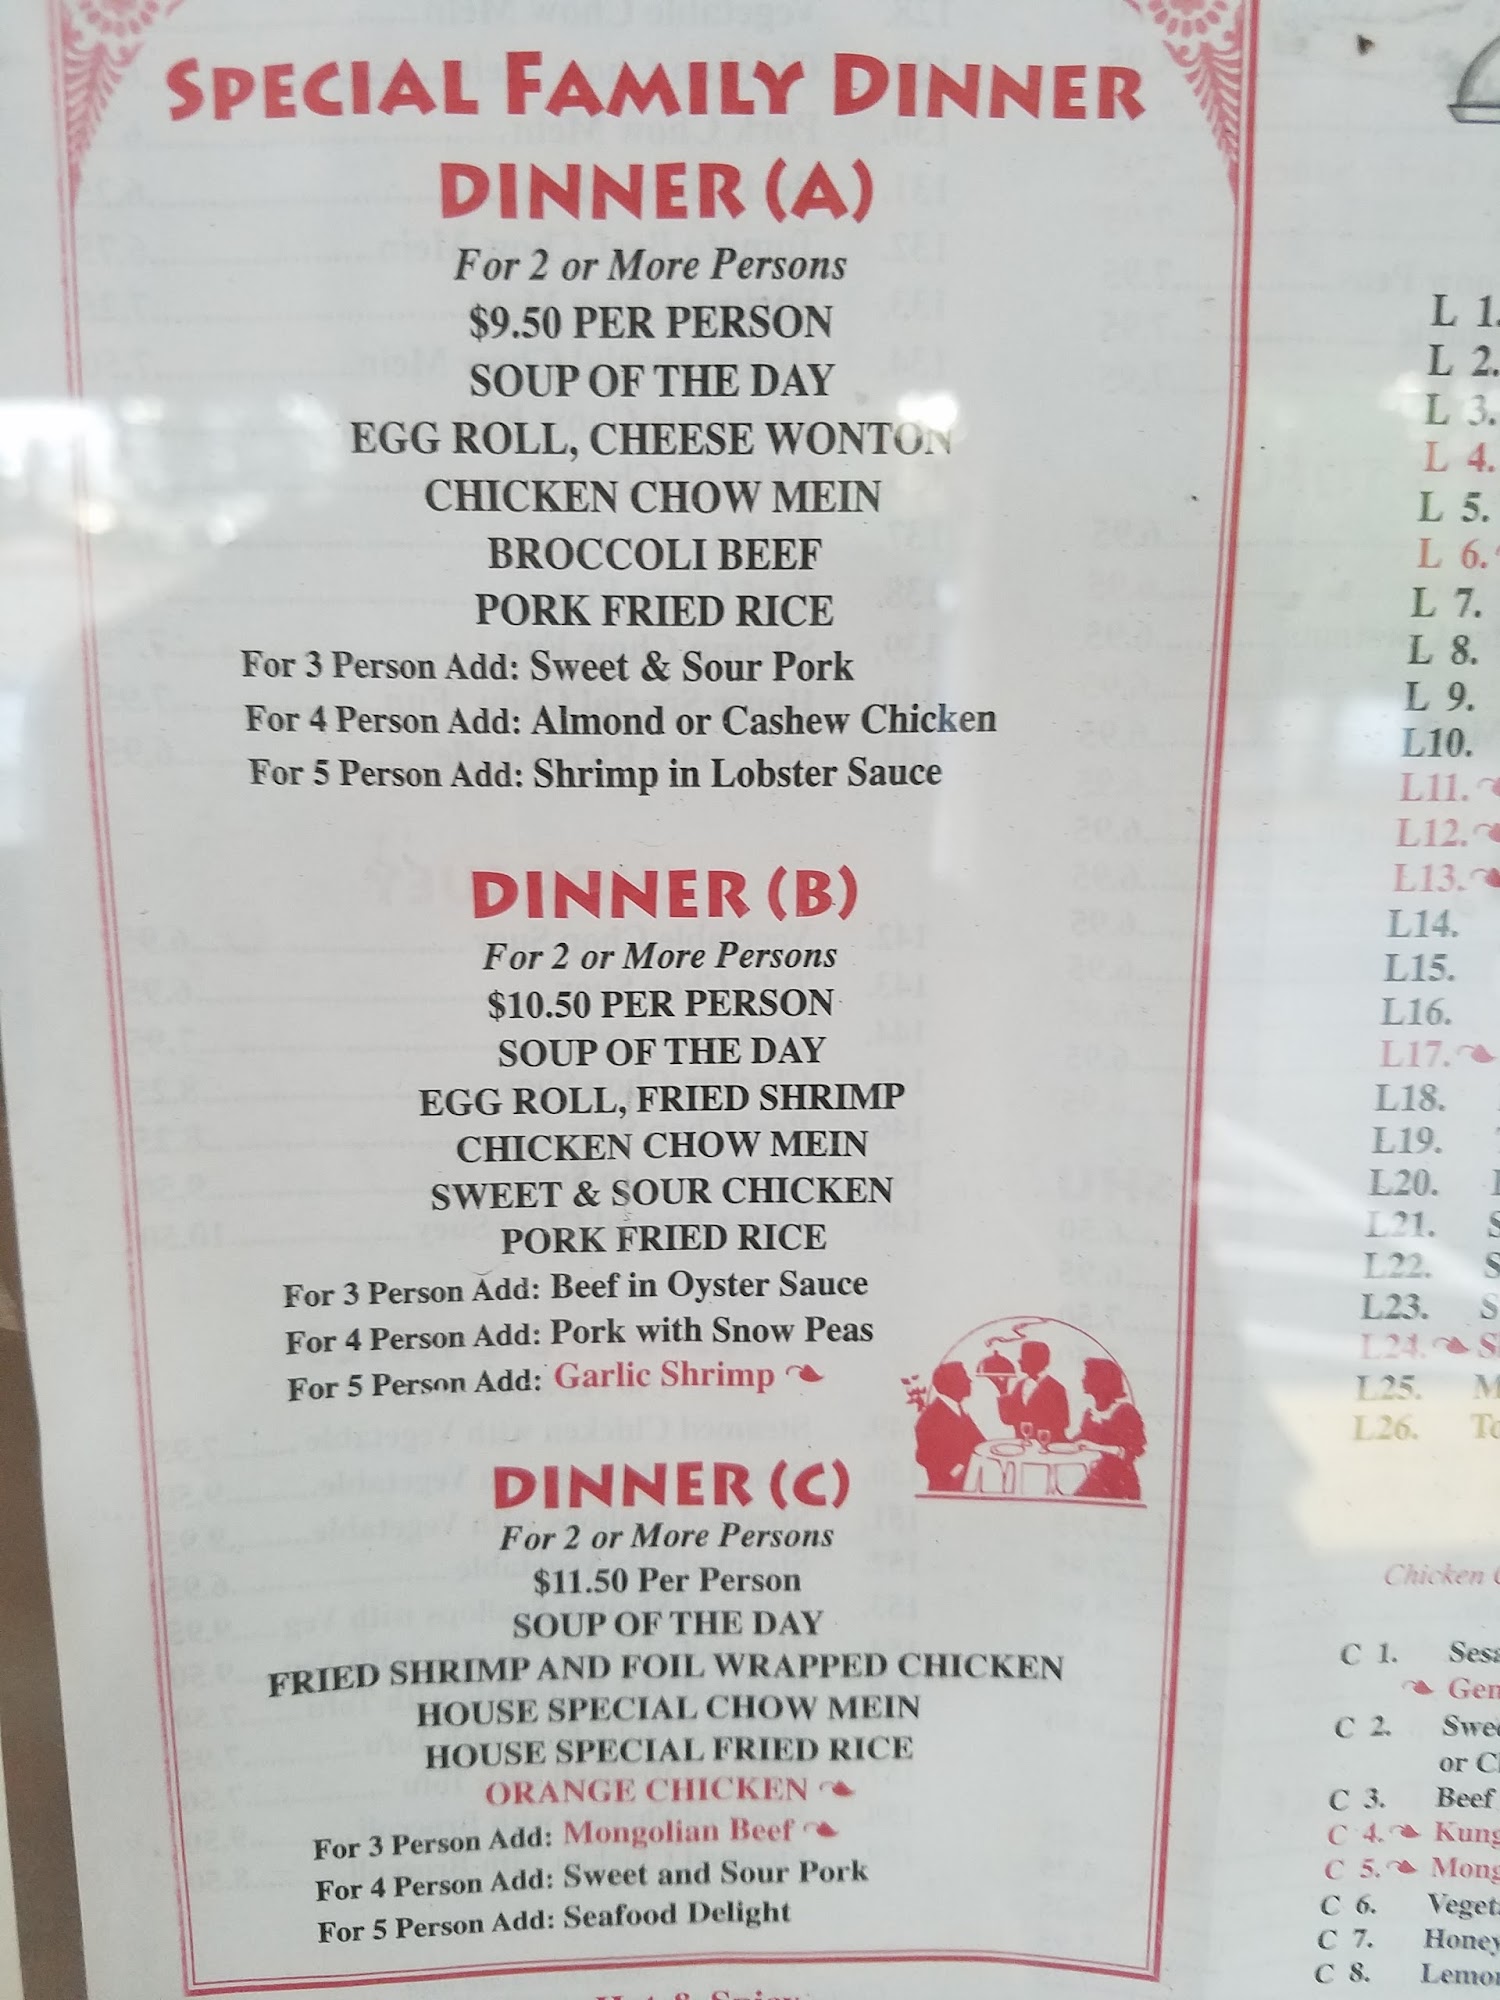 SPECIAL FAMILY DINNER
DINNER (A)
For 2 or More Persons
$9.50 PER PERSON
SOUP OF THE DAY
EGG ROLL, CHEESE WONTON
CHICKEN CHOW MEIN
BROCCOLI BEEF
PORK FRIED RICE
For 3 Person Add: Sweet & Sour Pork
For 4 Person Add: Almond or Cashew Chicken
For 5 Person Add: Shrimp in Lobster Sauce
DINNER (B)
For 2 or More Persons
$10.50 PER PERSON
SOUP OF THE DAY
EGG ROLL, FRIED SHRIMP
CHICKEN CHOW MEIN
SWEET & SOUR CHICKEN
PORK FRIED RICE
For 3 Person Add: Beef in Oyster Sauce
For 4 Person Add: Pork with Snow Peas
For 5 Person Add: Garlic Shrimp
DINNER (C)
For 2 or More Persons
$11.50 Per Person
SOUP OF THE DAY
FRIED SHRIMP AND FOIL WRAPPED CHICKEN
HOUSE SPECIAL CHOW MEIN
HOUSE SPECIAL FRIED RICE
ORANGE CHICKEN
For 3 Person Add: Mongolian Beef
For 4 Person Add: Sweet and Sour Pork
For 5 Person Add: Seafood Delight
L 1.
L 2.
L 3.
L 4.
L 5.
L 6.
L 7.
L 8.
L 9.
L10.
L11.
L12.
L13.
L14.
L15.
L16.
L17.
L18.
L19.
L20.
L21.
L22.
L23.
L24.
L25.
L26.
Chicken
C 1.
C 2.
or
C 3. Beef
C 4.
C 5.
C 6.
C 7. Honey
C 8.